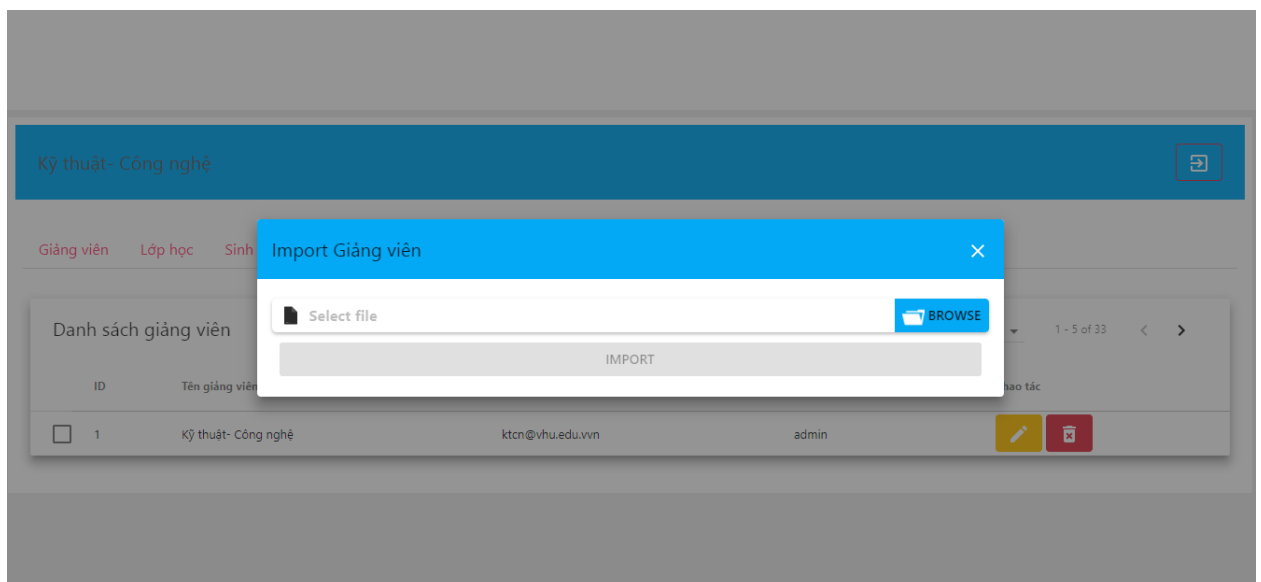 Kỹ thuật- Công nghệ
Giảng viên Lớp học Sinh
Import Giảng viên
Select file
BROWSE
IMPORT
Danh sách giảng viên
1 - 5 of 33
ID Tên giảng viên hao tác
1 Kỹ thuật- Công nghệ ktcn@vhu.edu.vvn admin